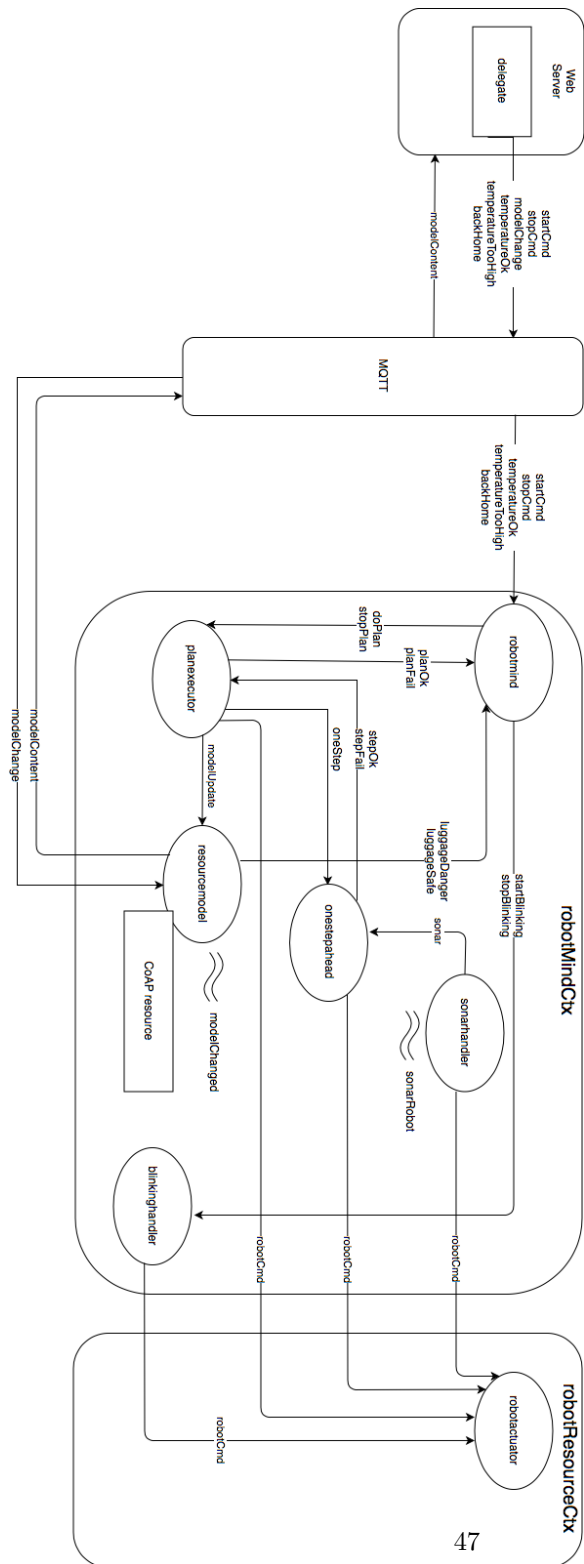 Web
Server
delegate
startCmd
modelChange
stopCmd
temperatureOk
temperatureTooHigh
backHome
modelContent
MQTT
startCmd
stopCmd
temperatureOk
temperatureTooHigh
backHome
modelContent
modelChange
robotMindCtx
robotmind
doPlan
stopPlan
planOk
planFail
planexecutor
stepOk
stepFail
oneStep
modelUpdate
luggageDanger
luggageSafe
startBlinking
stopBlinking
resourcemodel
CoAP resource
modelChanged
onestepahead
sonar
sonarhandler
sonarRobot
blinkinghandler
robotCmd
robotCmd
robotCmd
robotCmd
robotResourceCtx
robotactuator
47